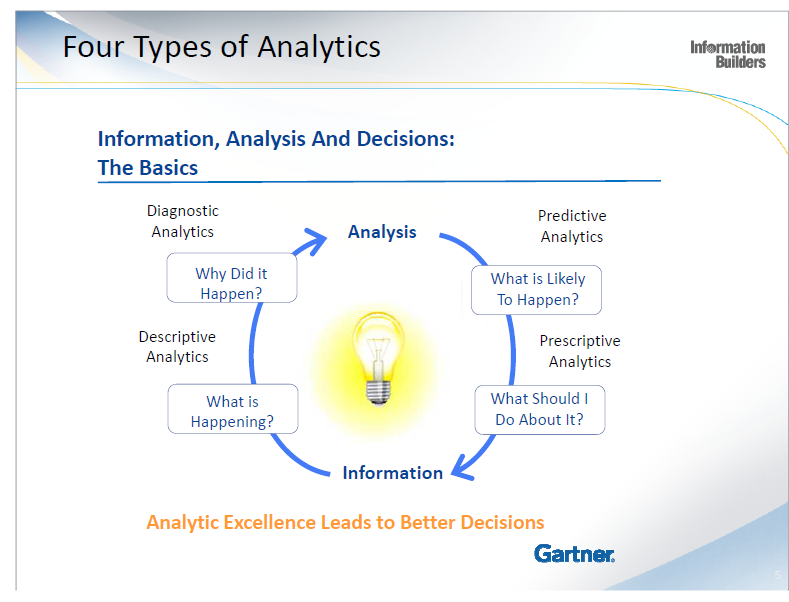 Four Types of Analytics
Information
Builders
Information, Analysis And Decisions:
The Basics
Diagnostic
Analytics
Analysis
Predictive
Analytics
Why Did it
Happen?
What is Likely
To Happen?
Descriptive
Analytics
Prescriptive
Analytics
What is
Happening?
What Should I
Do About It?
Information
Analytic Excellence Leads to Better Decisions
Gartner.
5